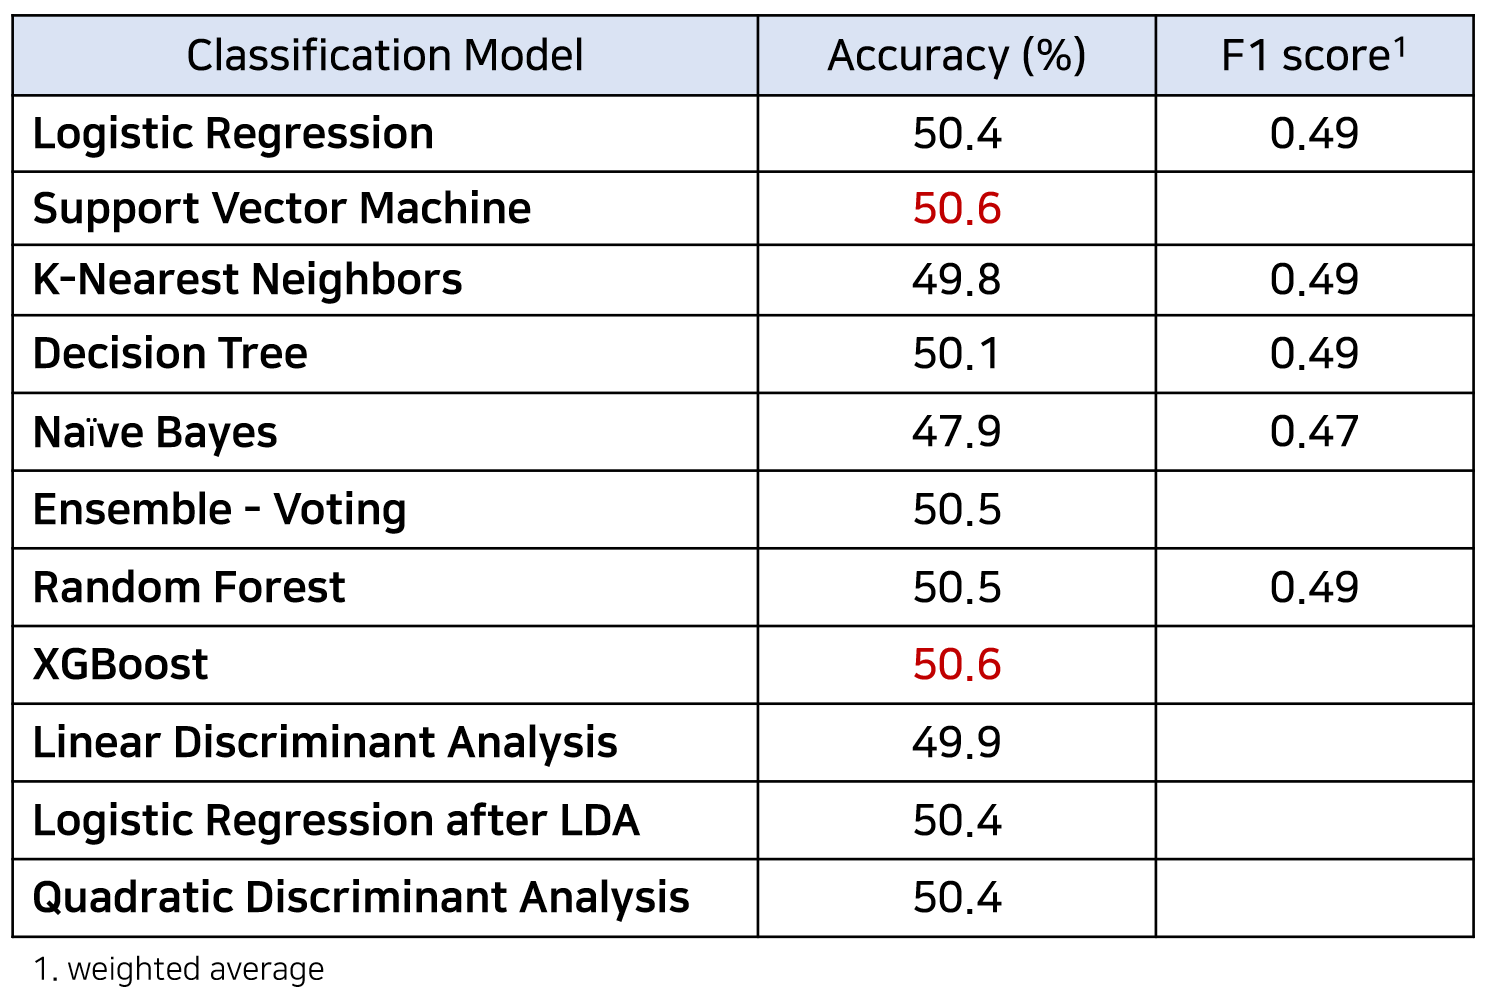 Classification Model Accuracy (%) F1 score¹
Logistic Regression 50.4 0.49
Support Vector Machine 50.6
K-Nearest Neighbors 49.8 0.49
Decision Tree 50.1 0.49
Naïve Bayes 47.9 0.47
Ensemble - Voting 50.5
Random Forest 50.5 0.49
XGBoost 50.6
Linear Discriminant Analysis 49.9
Logistic Regression after LDA 50.4
Quadratic Discriminant Analysis 50.4
1. weighted average